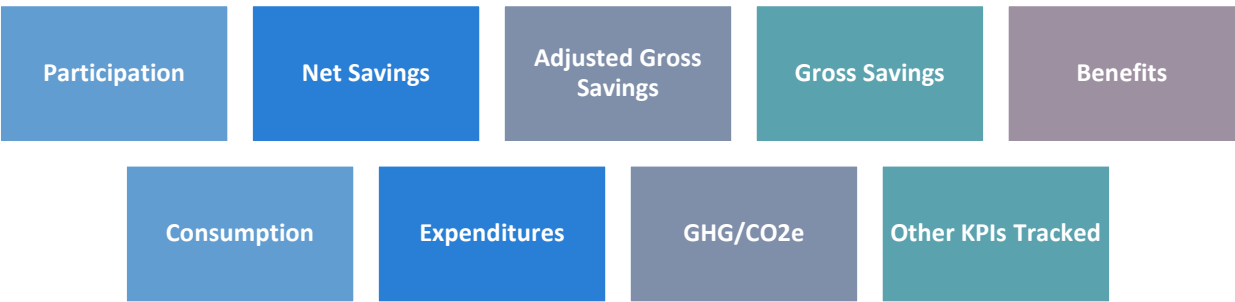 Participation
Net Savings
Adjusted Gross
Savings
Gross Savings
Benefits
Consumption
Expenditures
GHG/CO2e
Other KPIs Tracked